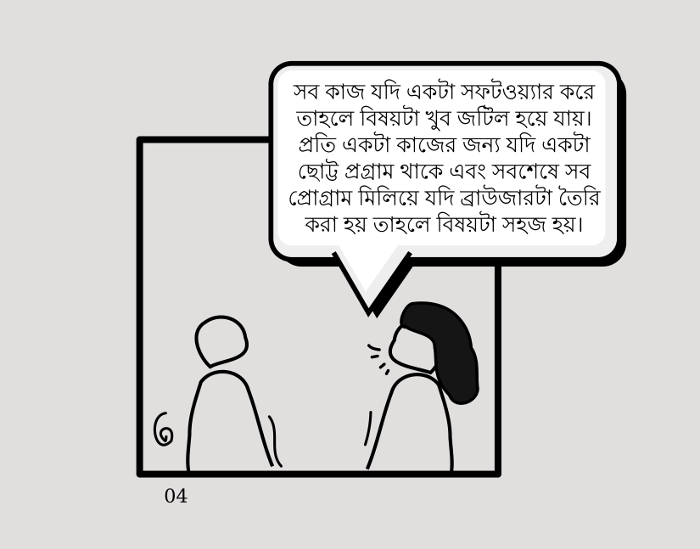 সব কাজ যদি একটা সফটওয়্যার করে
তাহলে বিষয়টা খুব জটিল হয়ে যায়।
প্রতি একটা কাজের জন্য যদি একটা
ছোট্ট প্রগ্রাম থাকে এবং সবশেষে সব
প্রোগ্রাম মিলিয়ে যদি ব্রাউজারটা তৈরি
করা হয় তাহলে বিষয়টা সহজ হয়।
04